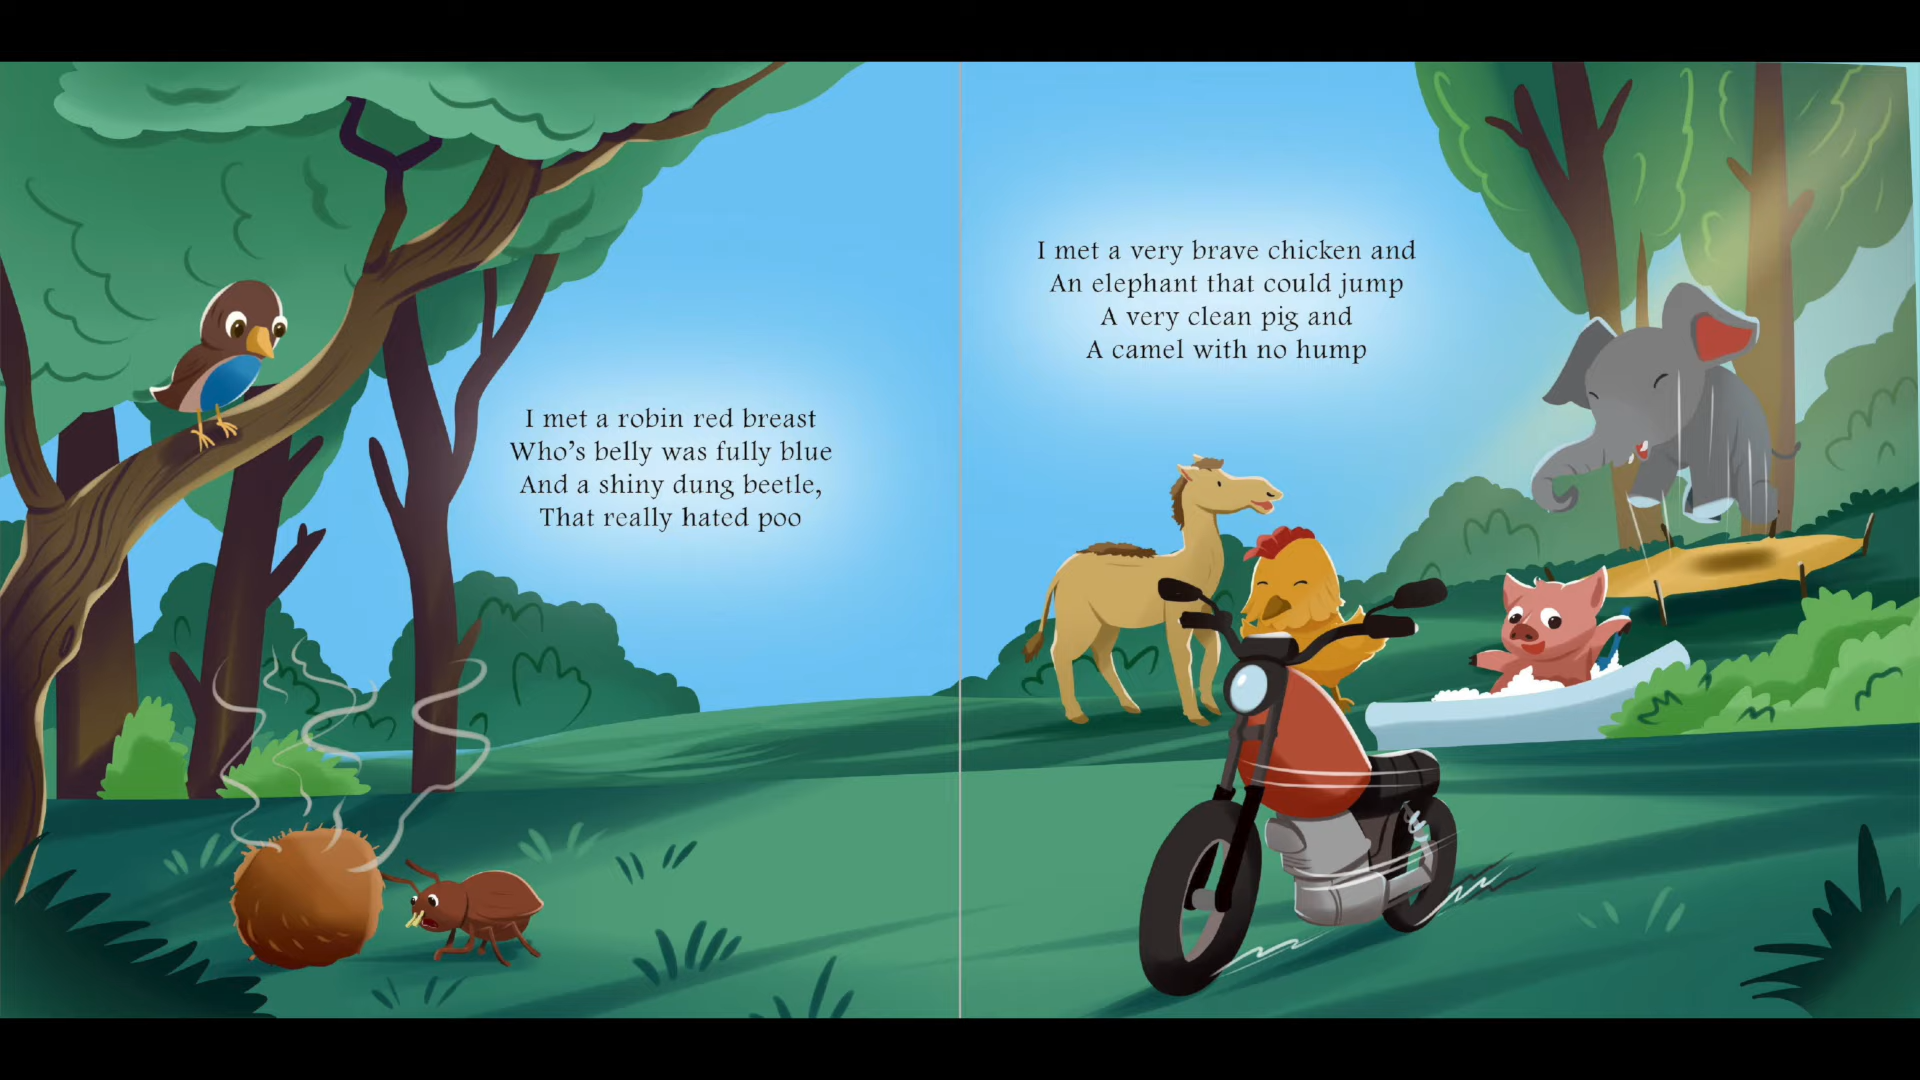 I met a robin red breast
Who's belly was fully blue
And a shiny dung beetle,
That really hated poo
I met a very brave chicken and
An elephant that could jump
A very clean pig and
A camel with no hump